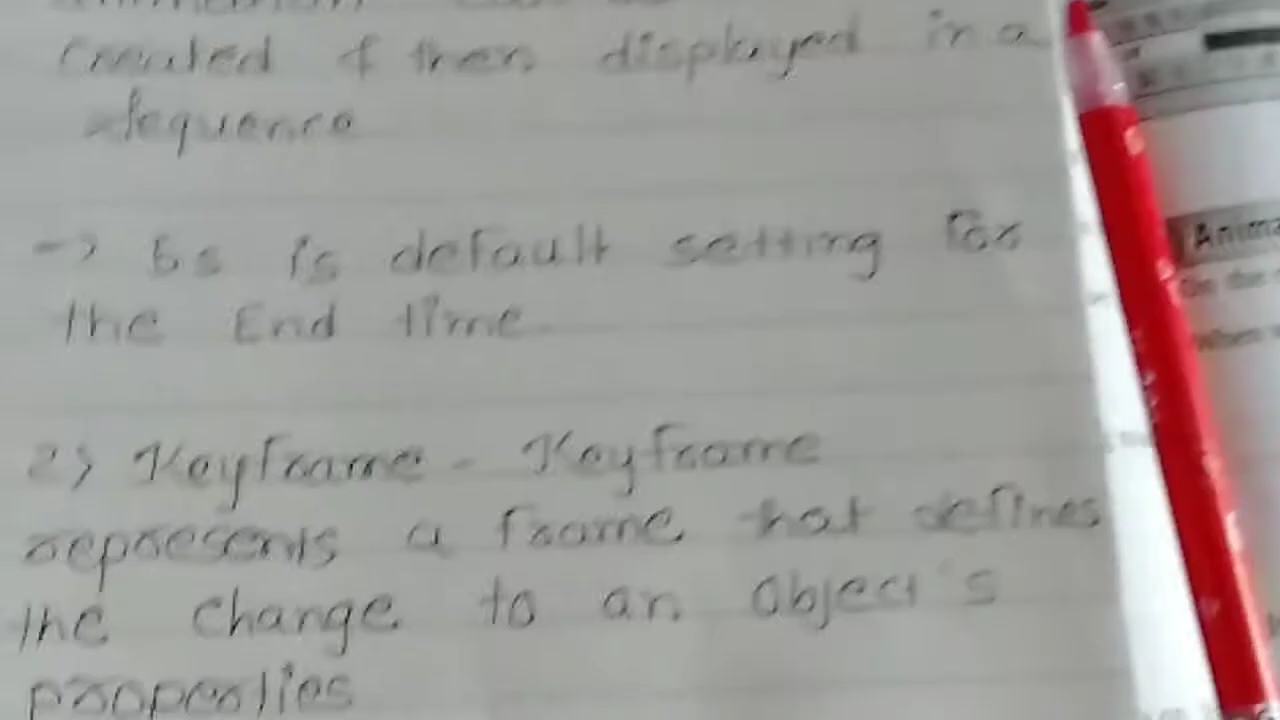 created & then displayed in a
sequence
-> 5s is default setting for
the End time
2) Keyframe - Keyframe
represents a frame that defines
the change to an object's
properties
Anima